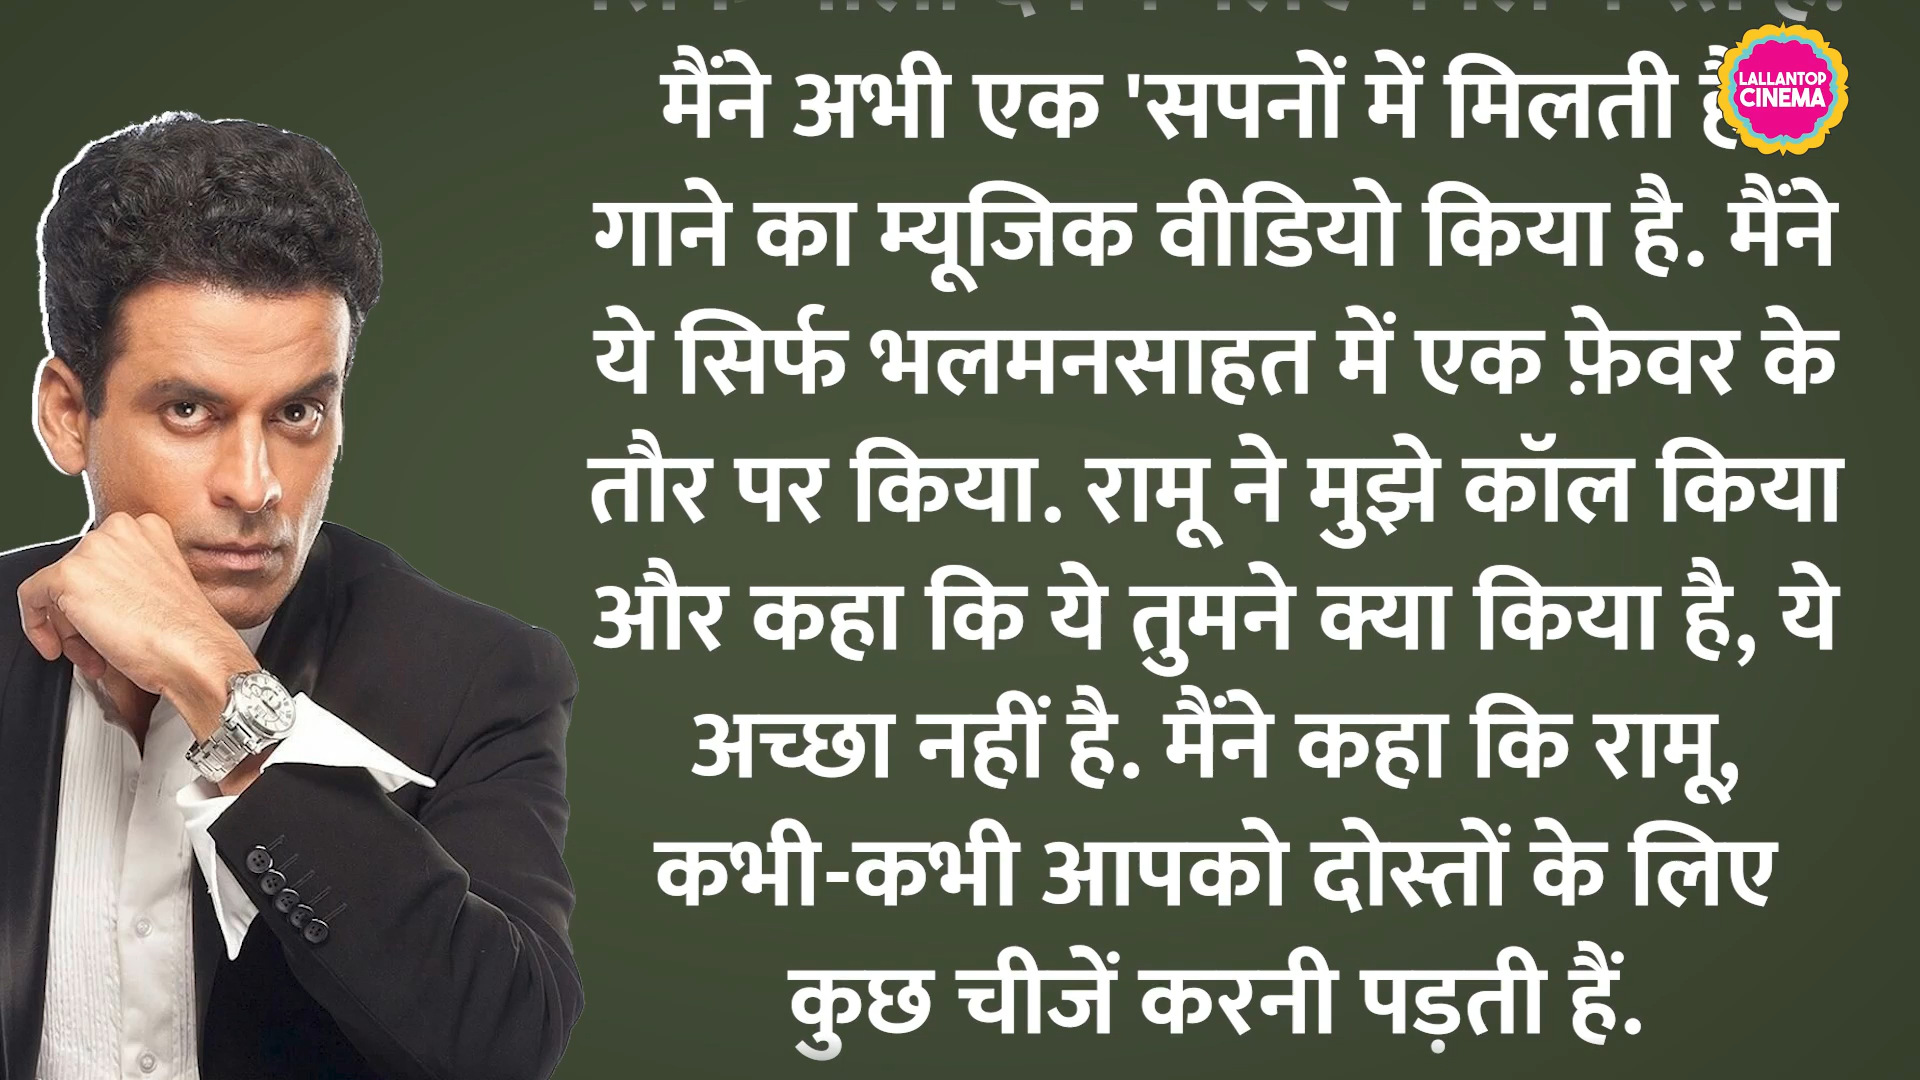 मैंने अभी एक 'सपनों में मिलती
LALLANTOP
CINEMA
गाने का म्यूजिक वीडियो किया है. मैंने
ये सिर्फ भलमनसाहत में एक फ़ेवर के
तौर पर किया. रामू ने मुझे कॉल किया
और कहा कि ये तुमने क्या किया है, ये
अच्छा नहीं है. मैंने कहा कि रामू,
कभी-कभी आपको दोस्तों के लिए
कुछ चीजें करनी पड़ती हैं.